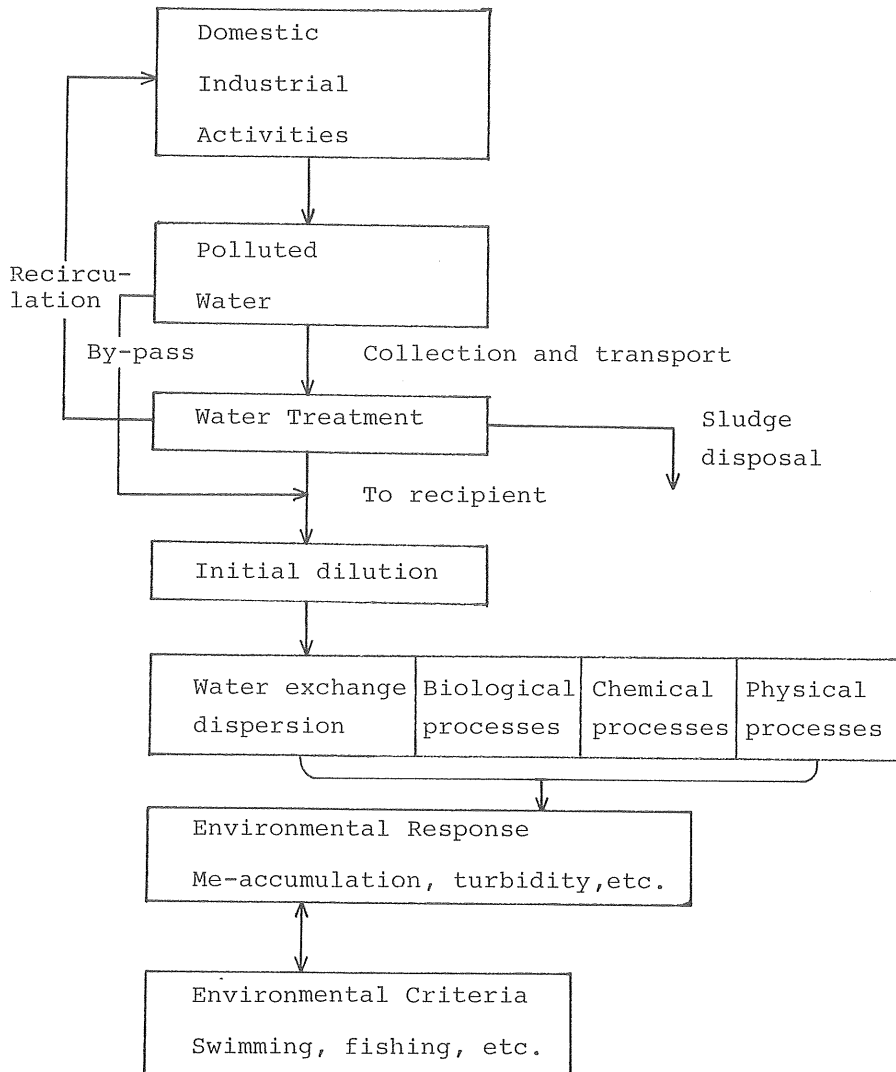 Domestic
Industrial
Activities
Polluted
Water
Recircu-
lation
By-pass
Collection and transport
Water Treatment
Sludge
disposal
To recipient
Initial dilution
Water exchange
dispersion
Biological
processes
Chemical
processes
Physical
processes
Environmental Response
Me-accumulation, turbidity,etc.
Environmental Criteria
Swimming, fishing, etc.